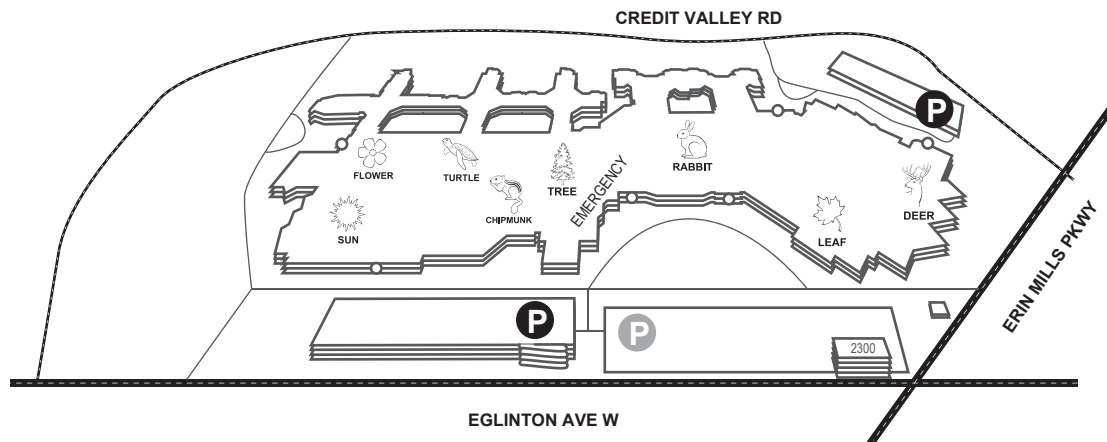 CREDIT VALLEY RD
P
FLOWER
TURTLE
TREE
EMERGENCY
RABBIT
CHIPMUNK
SUN
DEER
LEAF
ERIN MILLS PKWY
P
P
2300
EGLINTON AVE W